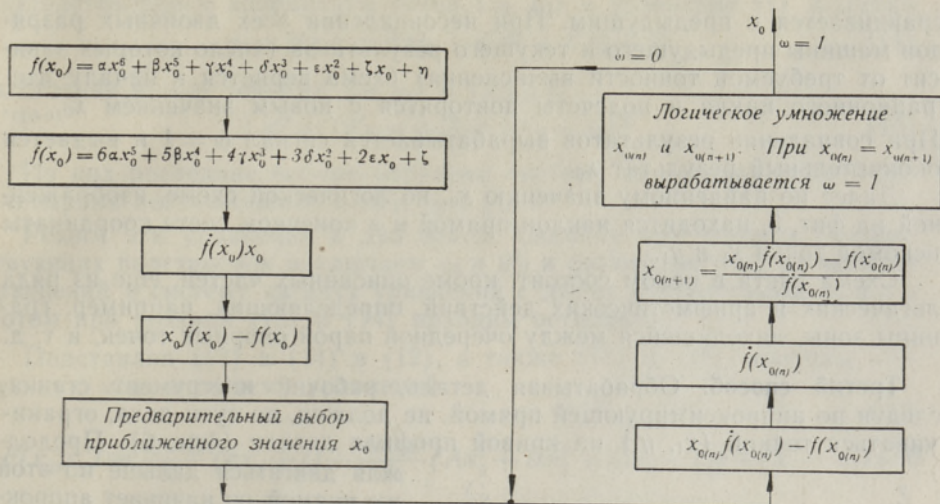 f(x₀) = αx₀⁶ + βx₀⁵ + γx₀⁴ + δx₀³ + εx₀² + ζx₀ + η
ḟ(x₀) = 6αx₀⁵ + 5βx₀⁴ + 4γx₀³ + 3δx₀² + 2εx₀ + ζ
ḟ(x₀)x₀
x₀ḟ(x₀) − f(x₀)
Предварительный выбор
приближенного значения x₀
ω = 0
x₀
ω = 1
Логическое умножение
x₀₍ₙ₎ и x₀₍ₙ₊₁₎. При x₀₍ₙ₎ = x₀₍ₙ₊₁₎
вырабатывается ω = 1
x₀₍ₙ₊₁₎ = x₀₍ₙ₎ḟ(x₀₍ₙ₎) − f(x₀₍ₙ₎) / ḟ(x₀₍ₙ₎)
ḟ(x₀₍ₙ₎)
x₀₍ₙ₎ḟ(x₀₍ₙ₎) − f(x₀₍ₙ₎)